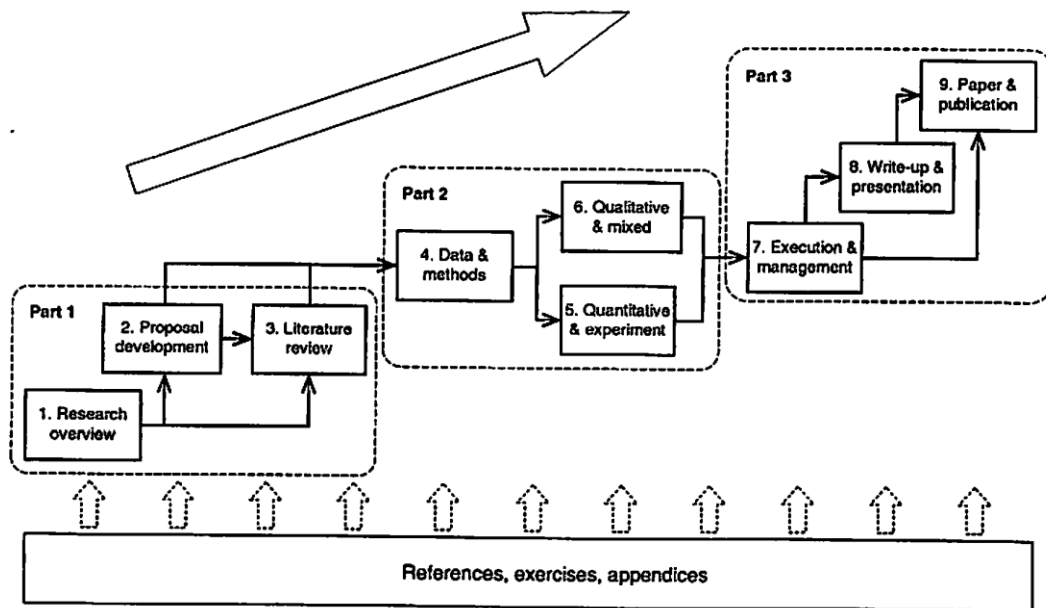 Part 1
1. Research
overview
2. Proposal
development
3. Literature
review
Part 2
4. Data &
methods
6. Qualitative
& mixed
5. Quantitative
& experiment
Part 3
7. Execution &
management
8. Write-up &
presentation
9. Paper &
publication
References, exercises, appendices